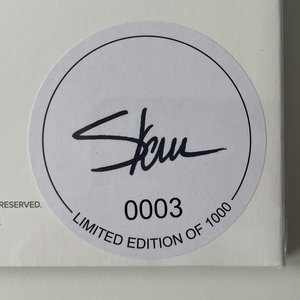 RESERVED.
0003
LIMITED EDITION OF 1000